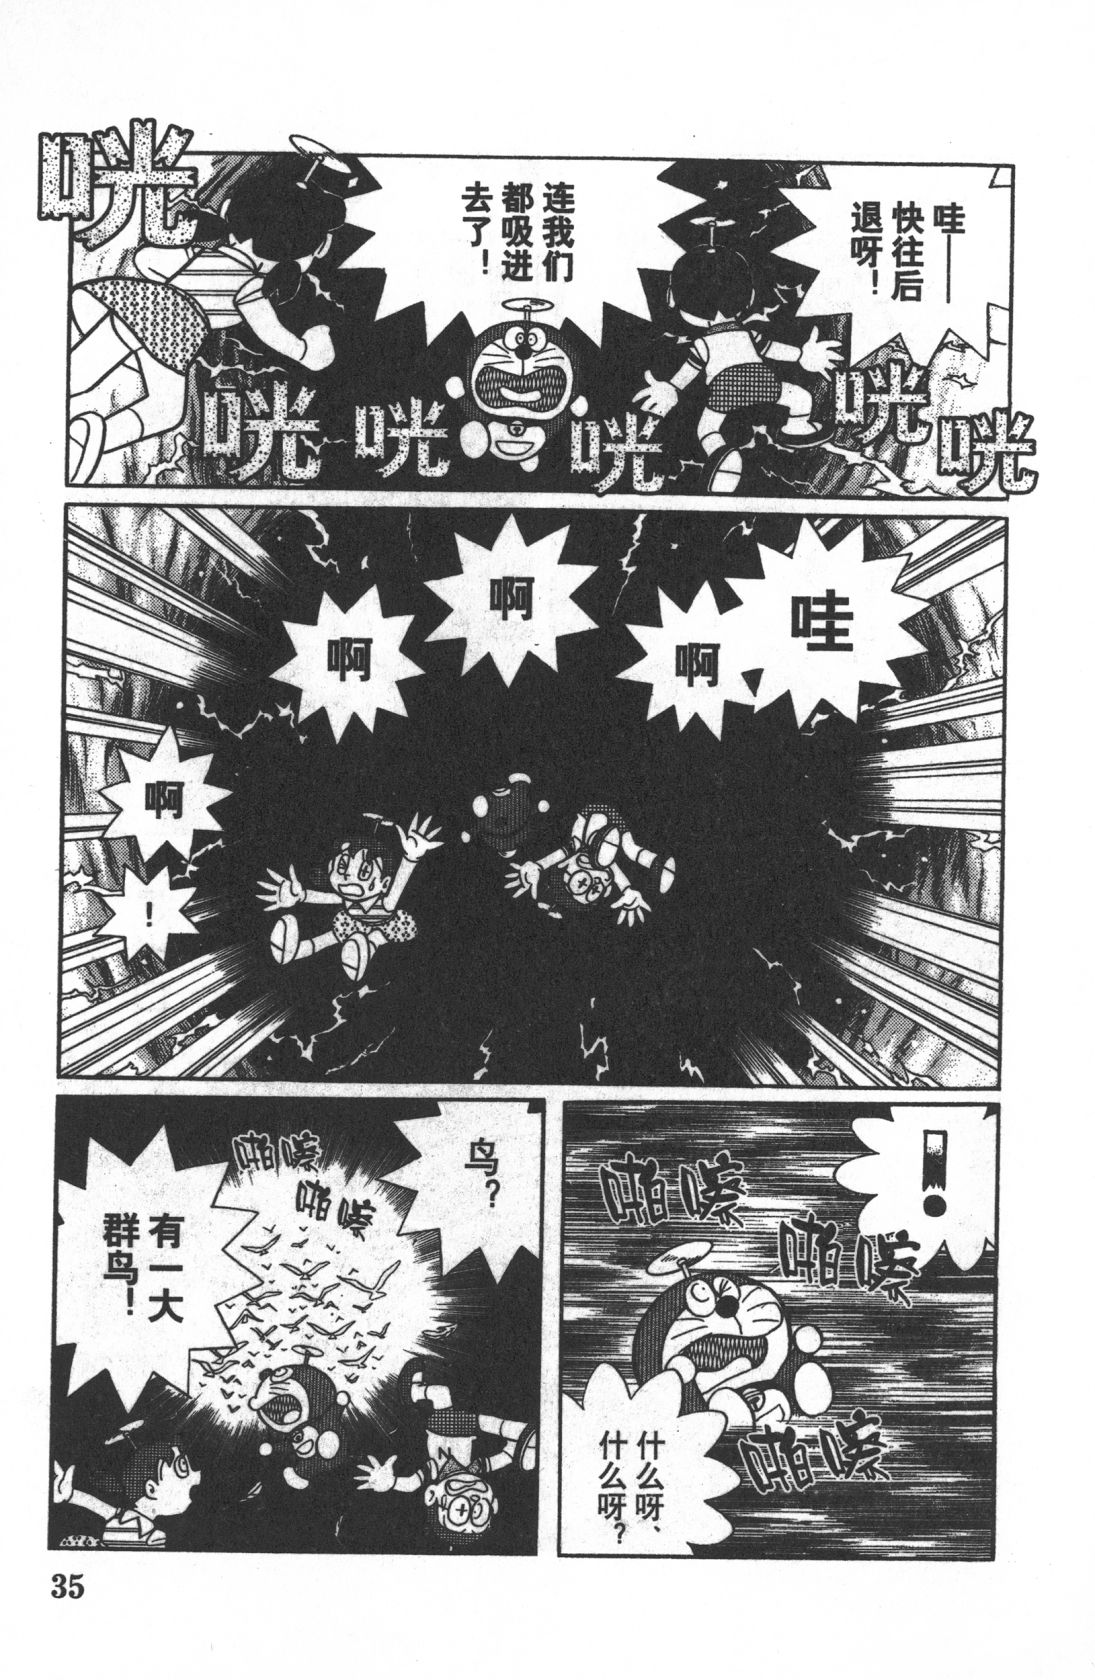 哇——
快往后
退呀！
连我们
都吸进
去了！
咣
咣
咣
咣
咣
咣
哇
啊
啊
啊
啊
！
！
啪嗦
啪嗦
啪嗦
什么呀、
什么呀？
鸟？
啪嗦
啪嗦
有一大
群鸟！
35